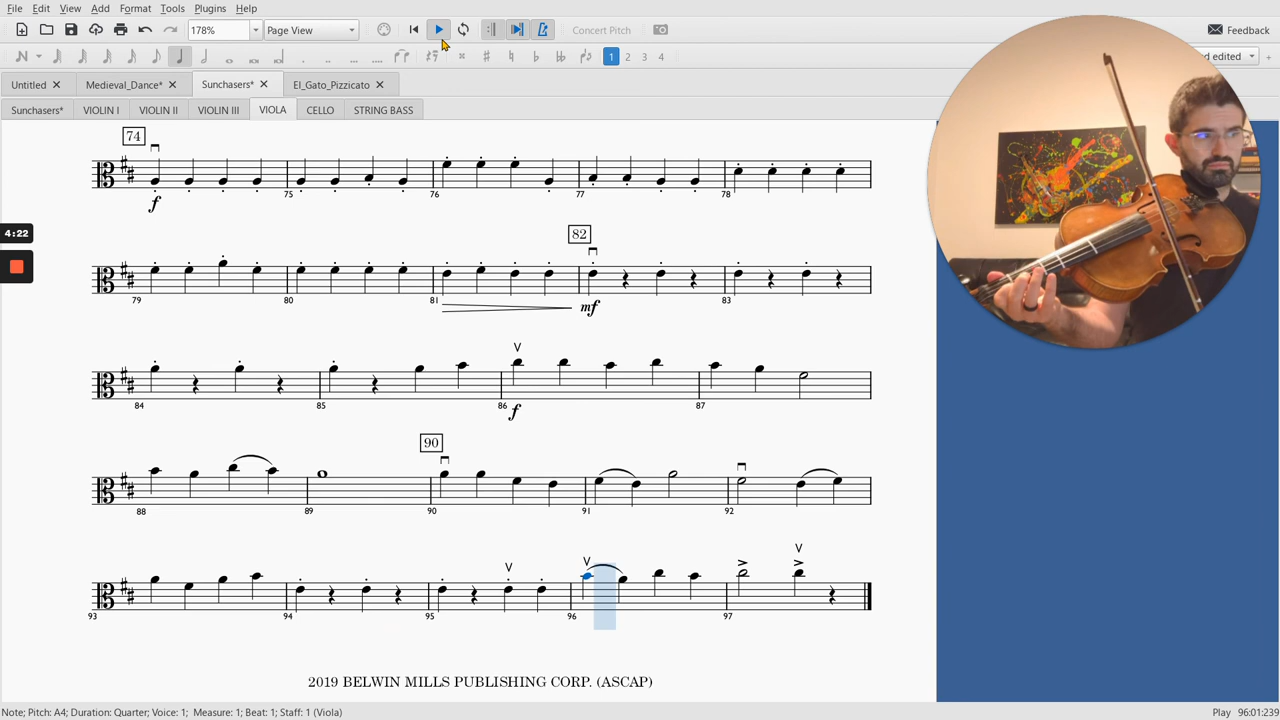 File Edit View Add Format Tools Plugins Help
178% Page View Concert Pitch Feedback
1 2 3 4 edited
Untitled Medieval_Dance* Sunchasers* El_Gato_Pizzicato
Sunchasers* VIOLIN I VIOLIN II VIOLIN III VIOLA CELLO STRING BASS
74
f 75 76 77 78
4:22
82
79 80 81 mf 83
84 85 86 f 87
90
88 89 90 91 92
93 94 95 96 97
2019 BELWIN MILLS PUBLISHING CORP. (ASCAP)
Note; Pitch: A4; Duration: Quarter; Voice: 1; Measure: 1; Beat: 1; Staff: 1 (Viola) Play 96:01:239